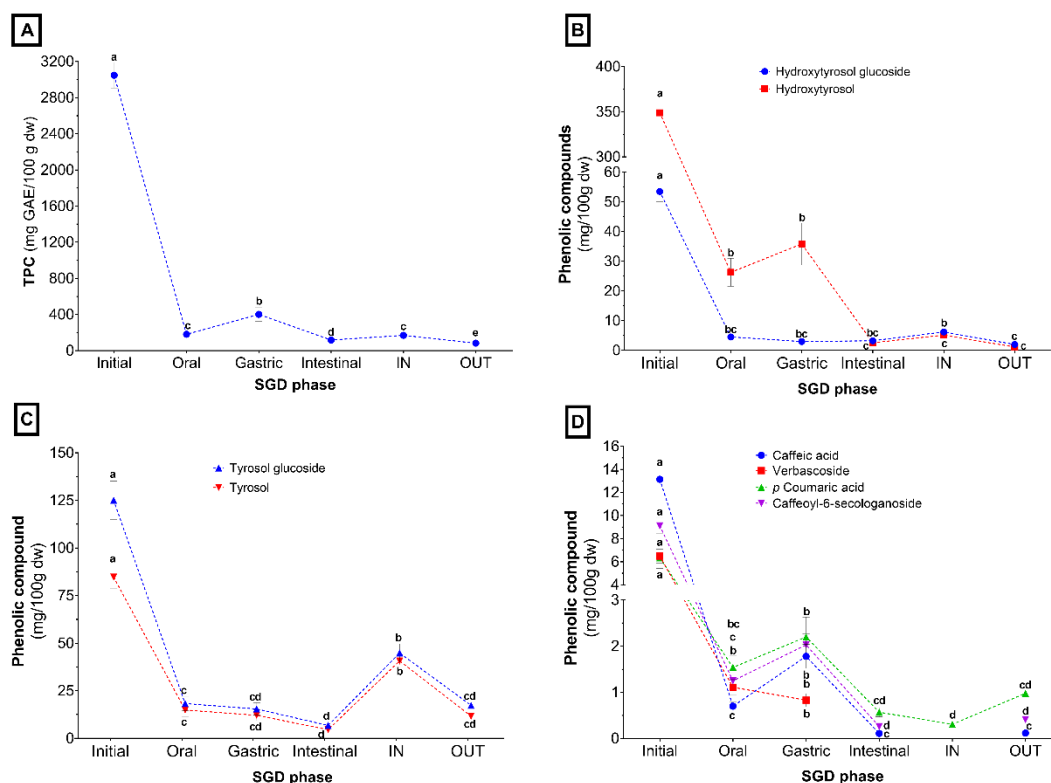 A
TPC (mg GAE/100 g dw)
3200
2800
2400
2000
1600
1200
800
400
0
a
c
b
d
c
e
Initial Oral Gastric Intestinal IN OUT
SGD phase
B
Hydroxytyrosol glucoside
Hydroxytyrosol
Phenolic compounds
(mg/100g dw)
400
350
300
60
50
40
30
20
10
0
a
a
b
b
bc bc bc b c
c c c
Initial Oral Gastric Intestinal IN OUT
SGD phase
C
Tyrosol glucoside
Tyrosol
Phenolic compound
(mg/100g dw)
150
125
100
75
50
25
0
a
a
c cd d b cd
c cd d b cd
Initial Oral Gastric Intestinal IN OUT
SGD phase
D
Caffeic acid
Verbascoside
p Coumaric acid
Caffeoyl-6-secologanoside
Phenolic compound
(mg/100g dw)
16
14
12
10
8
6
4
3
2
1
0
a
a
a
a
bc
c
b
c
b
b
b
b
cd
d
c
d
cd
d
c
Initial Oral Gastric Intestinal IN OUT
SGD phase